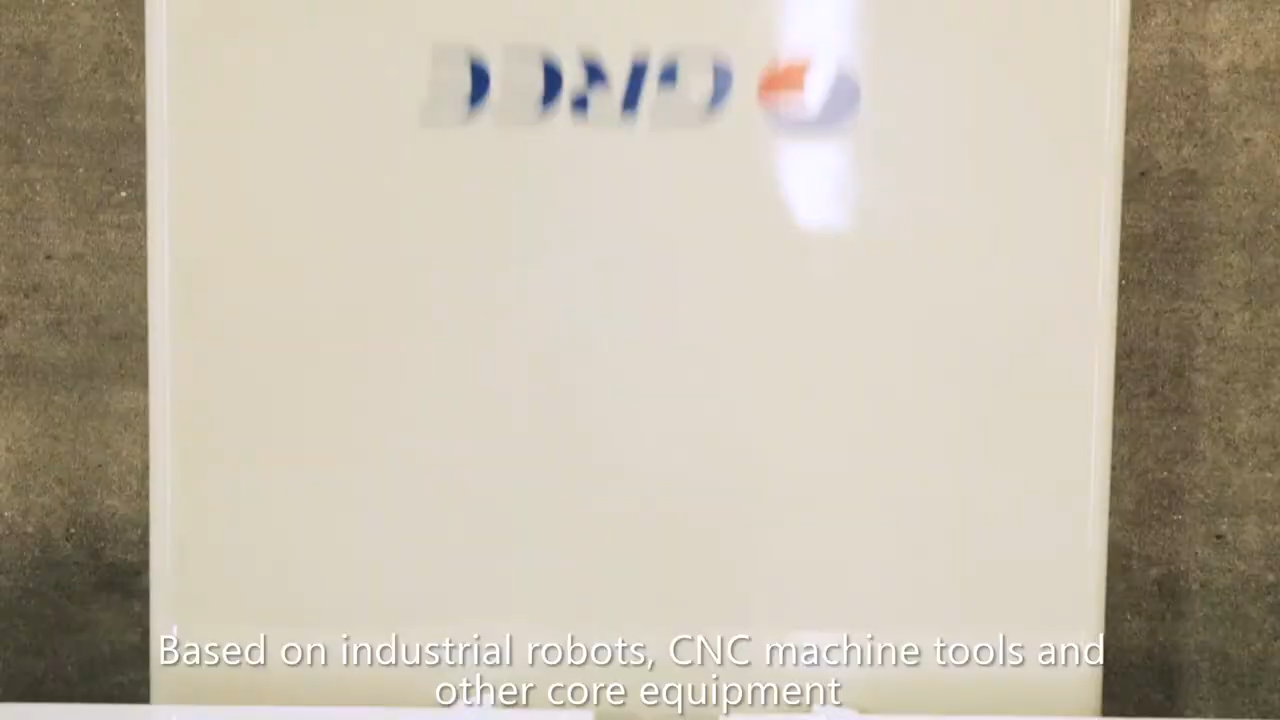 Based on industrial robots, CNC machine tools and
other core equipment